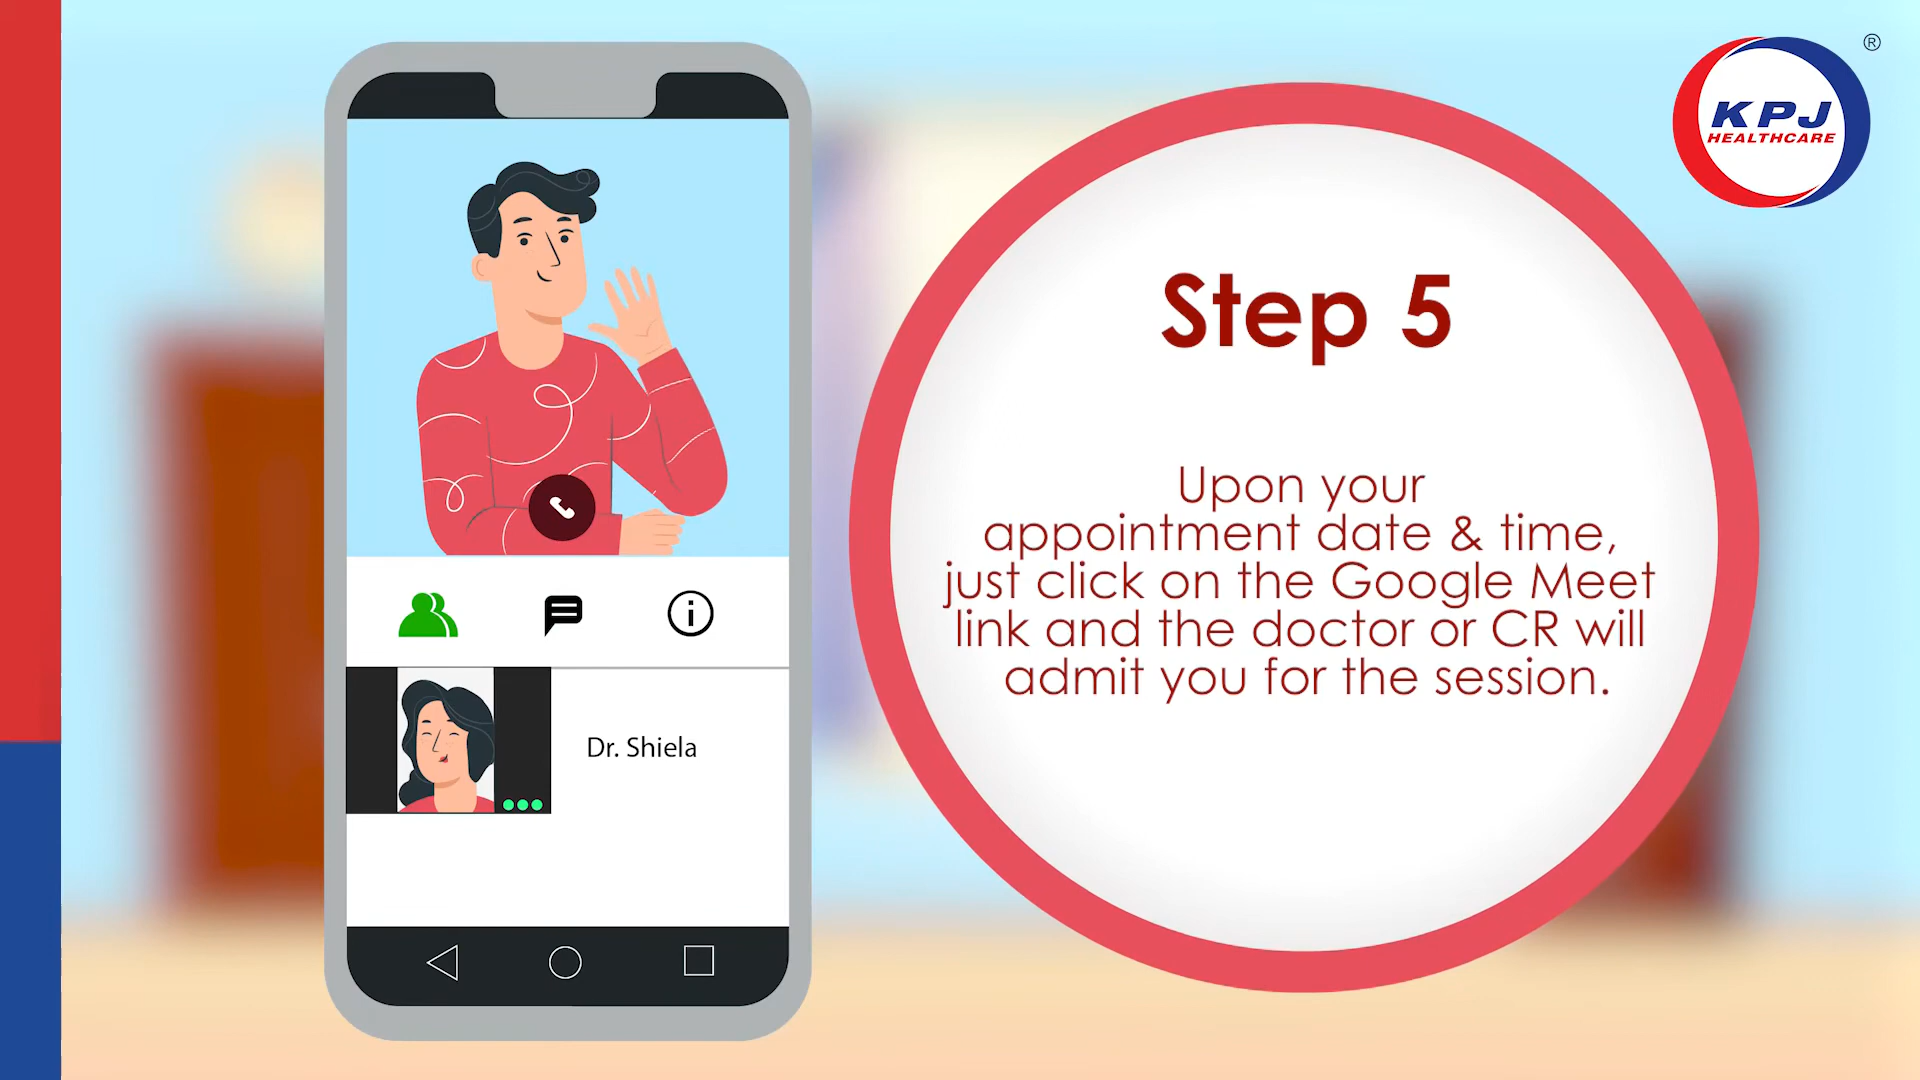 KPJ
HEALTHCARE
®
Step 5
Upon your
appointment date & time,
just click on the Google Meet
link and the doctor or CR will
admit you for the session.
Dr. Shiela